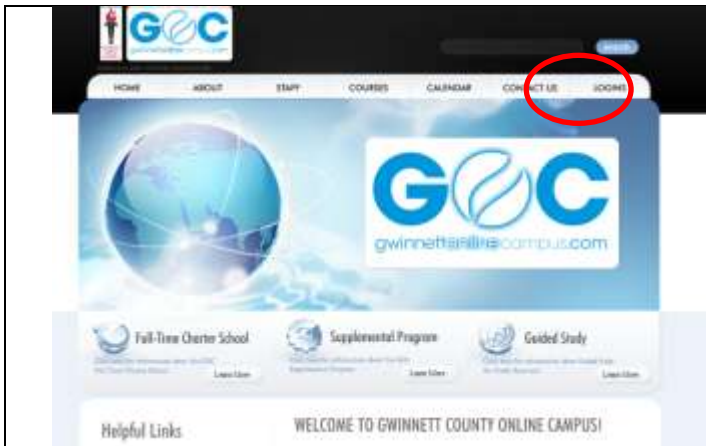 GOC
gwinnettonlinecampus.com
HOME ABOUT STAFF COURSES CALENDAR CONTACT US LOGINS
GOC
gwinnettonlinecampus.com
Full-Time Charter School Supplemental Program Guided Study
Learn More Learn More Learn More
Helpful Links WELCOME TO GWINNETT COUNTY ONLINE CAMPUS!